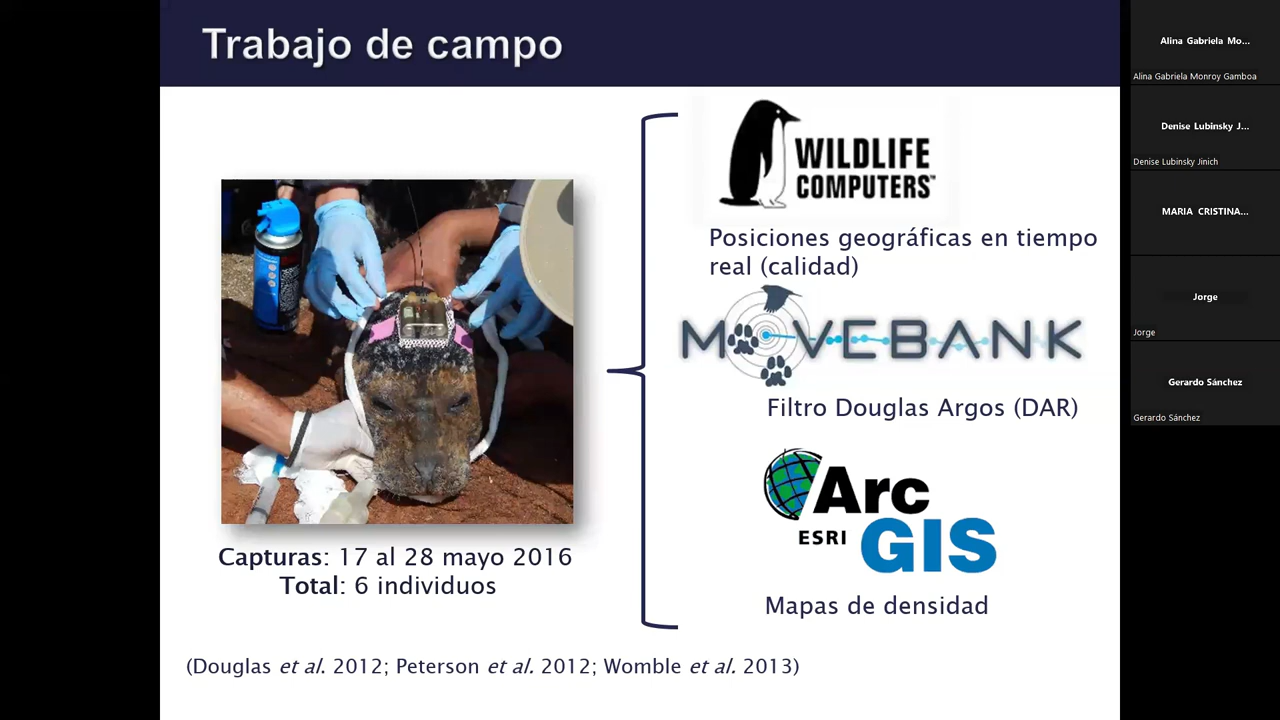 Trabajo de campo
WILDLIFE
COMPUTERS™
Posiciones geográficas en tiempo
real (calidad)
MOVEBANK
Filtro Douglas Argos (DAR)
Arc
ESRI GIS
Mapas de densidad
Capturas: 17 al 28 mayo 2016
Total: 6 individuos
(Douglas et al. 2012; Peterson et al. 2012; Womble et al. 2013)
Alina Gabriela Mo...
Alina Gabriela Monroy Gamboa
Denise Lubinsky J...
Denise Lubinsky Jinich
MARIA CRISTINA...
Jorge
Jorge
Gerardo Sánchez
Gerardo Sánchez